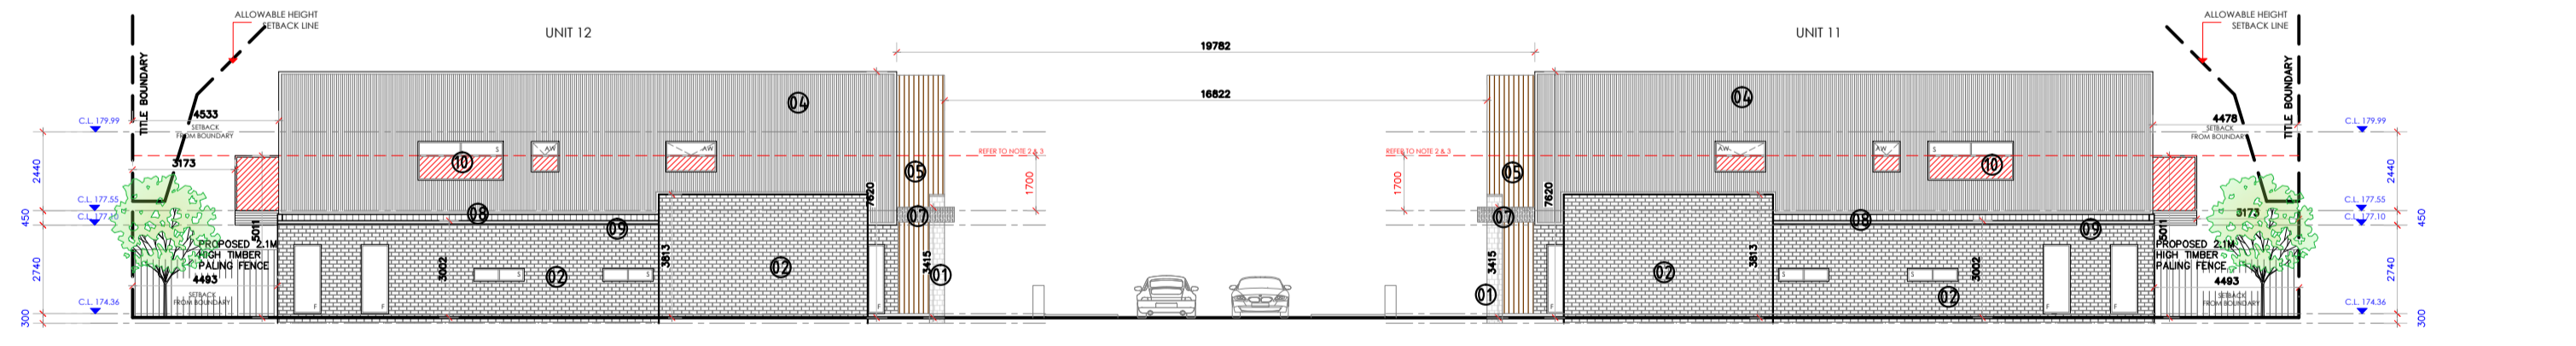 ALLOWABLE HEIGHT
SETBACK LINE
UNIT 12
19782
UNIT 11
ALLOWABLE HEIGHT
SETBACK LINE
TITLE BOUNDARY
TITLE BOUNDARY
16822
04
04
4533
SETBACK
FROM BOUNDARY
4478
SETBACK
FROM BOUNDARY
C.L. 179.99
C.L. 179.99
3173
S
AW
AW
10
REFER TO NOTE 2 & 3
REFER TO NOTE 2 & 3
AW
AW
S
10
05
05
2440
1700
1700
2440
7620
7620
C.L. 177.55
C.L. 177.55
C.L. 177.10
450
450
08
07
07
08
3173
09
09
5011
5011
PROPOSED 2.1M
HIGH TIMBER
PALING FENCE
4493
SETBACK
FROM BOUNDARY
PROPOSED 2.1M
HIGH TIMBER
PALING FENCE
4493
SETBACK
FROM BOUNDARY
2740
3002
3813
3415
3415
3813
3002
2740
S
S
02
02
01
01
02
02
F
F
F
F
F
F
C.L. 174.36
C.L. 174.36
300
300